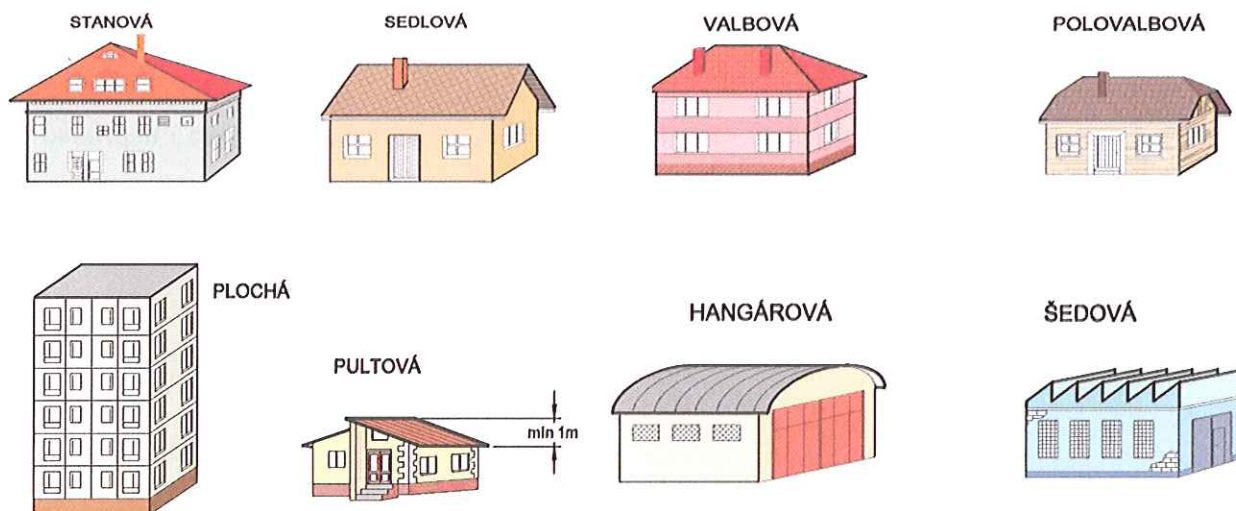 STANOVÁ
SEDLOVÁ
VALBOVÁ
POLOVALBOVÁ
PLOCHÁ
PULTOVÁ
min 1m
HANGÁROVÁ
ŠEDOVÁ